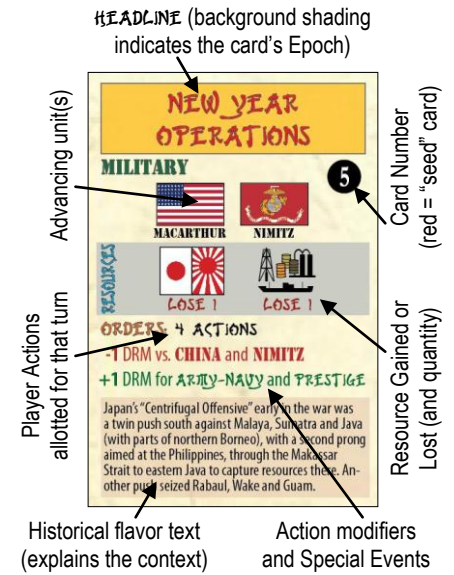 HEADLINE (background shading
indicates the card's Epoch)
Advancing unit(s)
NEW YEAR
OPERATIONS
MILITARY
5
MACARTHUR NIMITZ
Card Number
(red = "seed" card)
RESOURCES
LOSE 1 LOSE 1
Player Actions
allotted for that turn
ORDERS: 4 ACTIONS
-1 DRM vs. CHINA and NIMITZ
+1 DRM for ARMY-NAVY and PRESTIGE
Resource Gained or
Lost (and quantity)
Japan's "Centrifugal Offensive" early in the war was
a twin push south against Malaya, Sumatra and Java
(with parts of northern Borneo), with a second prong
aimed at the Philippines, through the Makassar
Strait to eastern Java to capture resources there. An-
other push seized Rabaul, Wake and Guam.
Historical flavor text
(explains the context)
Action modifiers
and Special Events